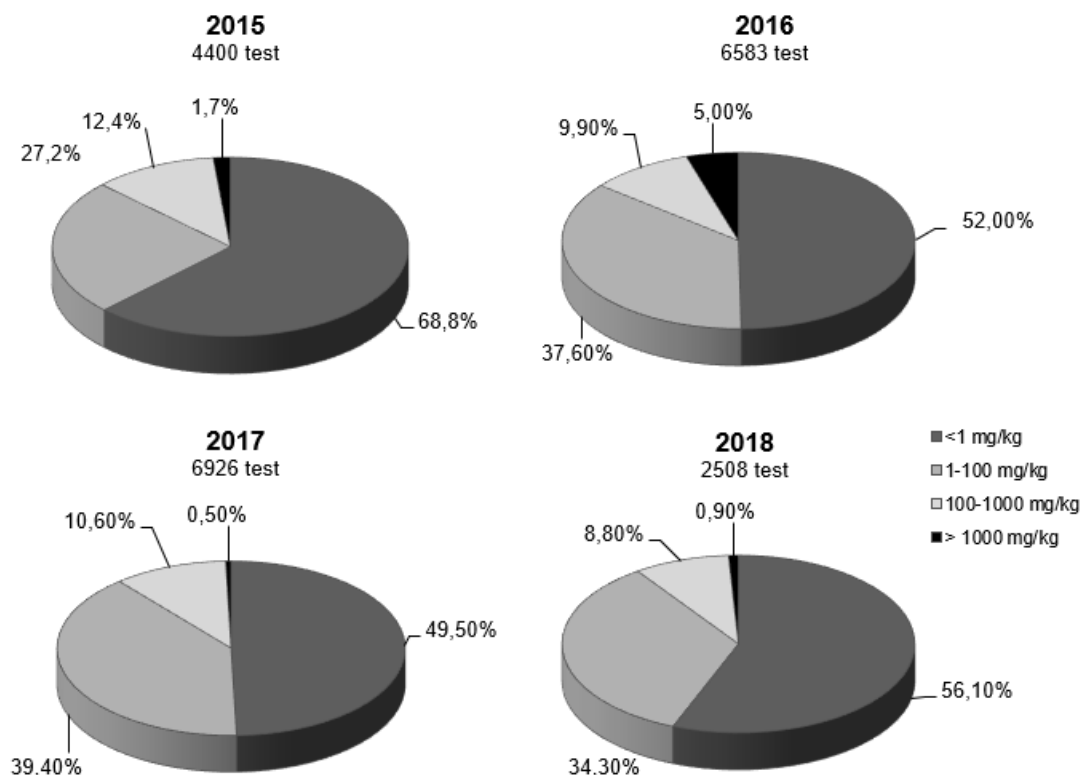 2015
4400 test
1,7%
12,4%
27,2%
68,8%
2016
6583 test
5,00%
9,90%
52,00%
37,60%
2017
6926 test
0,50%
10,60%
49,50%
39.40%
2018
2508 test
0,90%
8,80%
56,10%
34.30%
<1 mg/kg
1-100 mg/kg
100-1000 mg/kg
> 1000 mg/kg